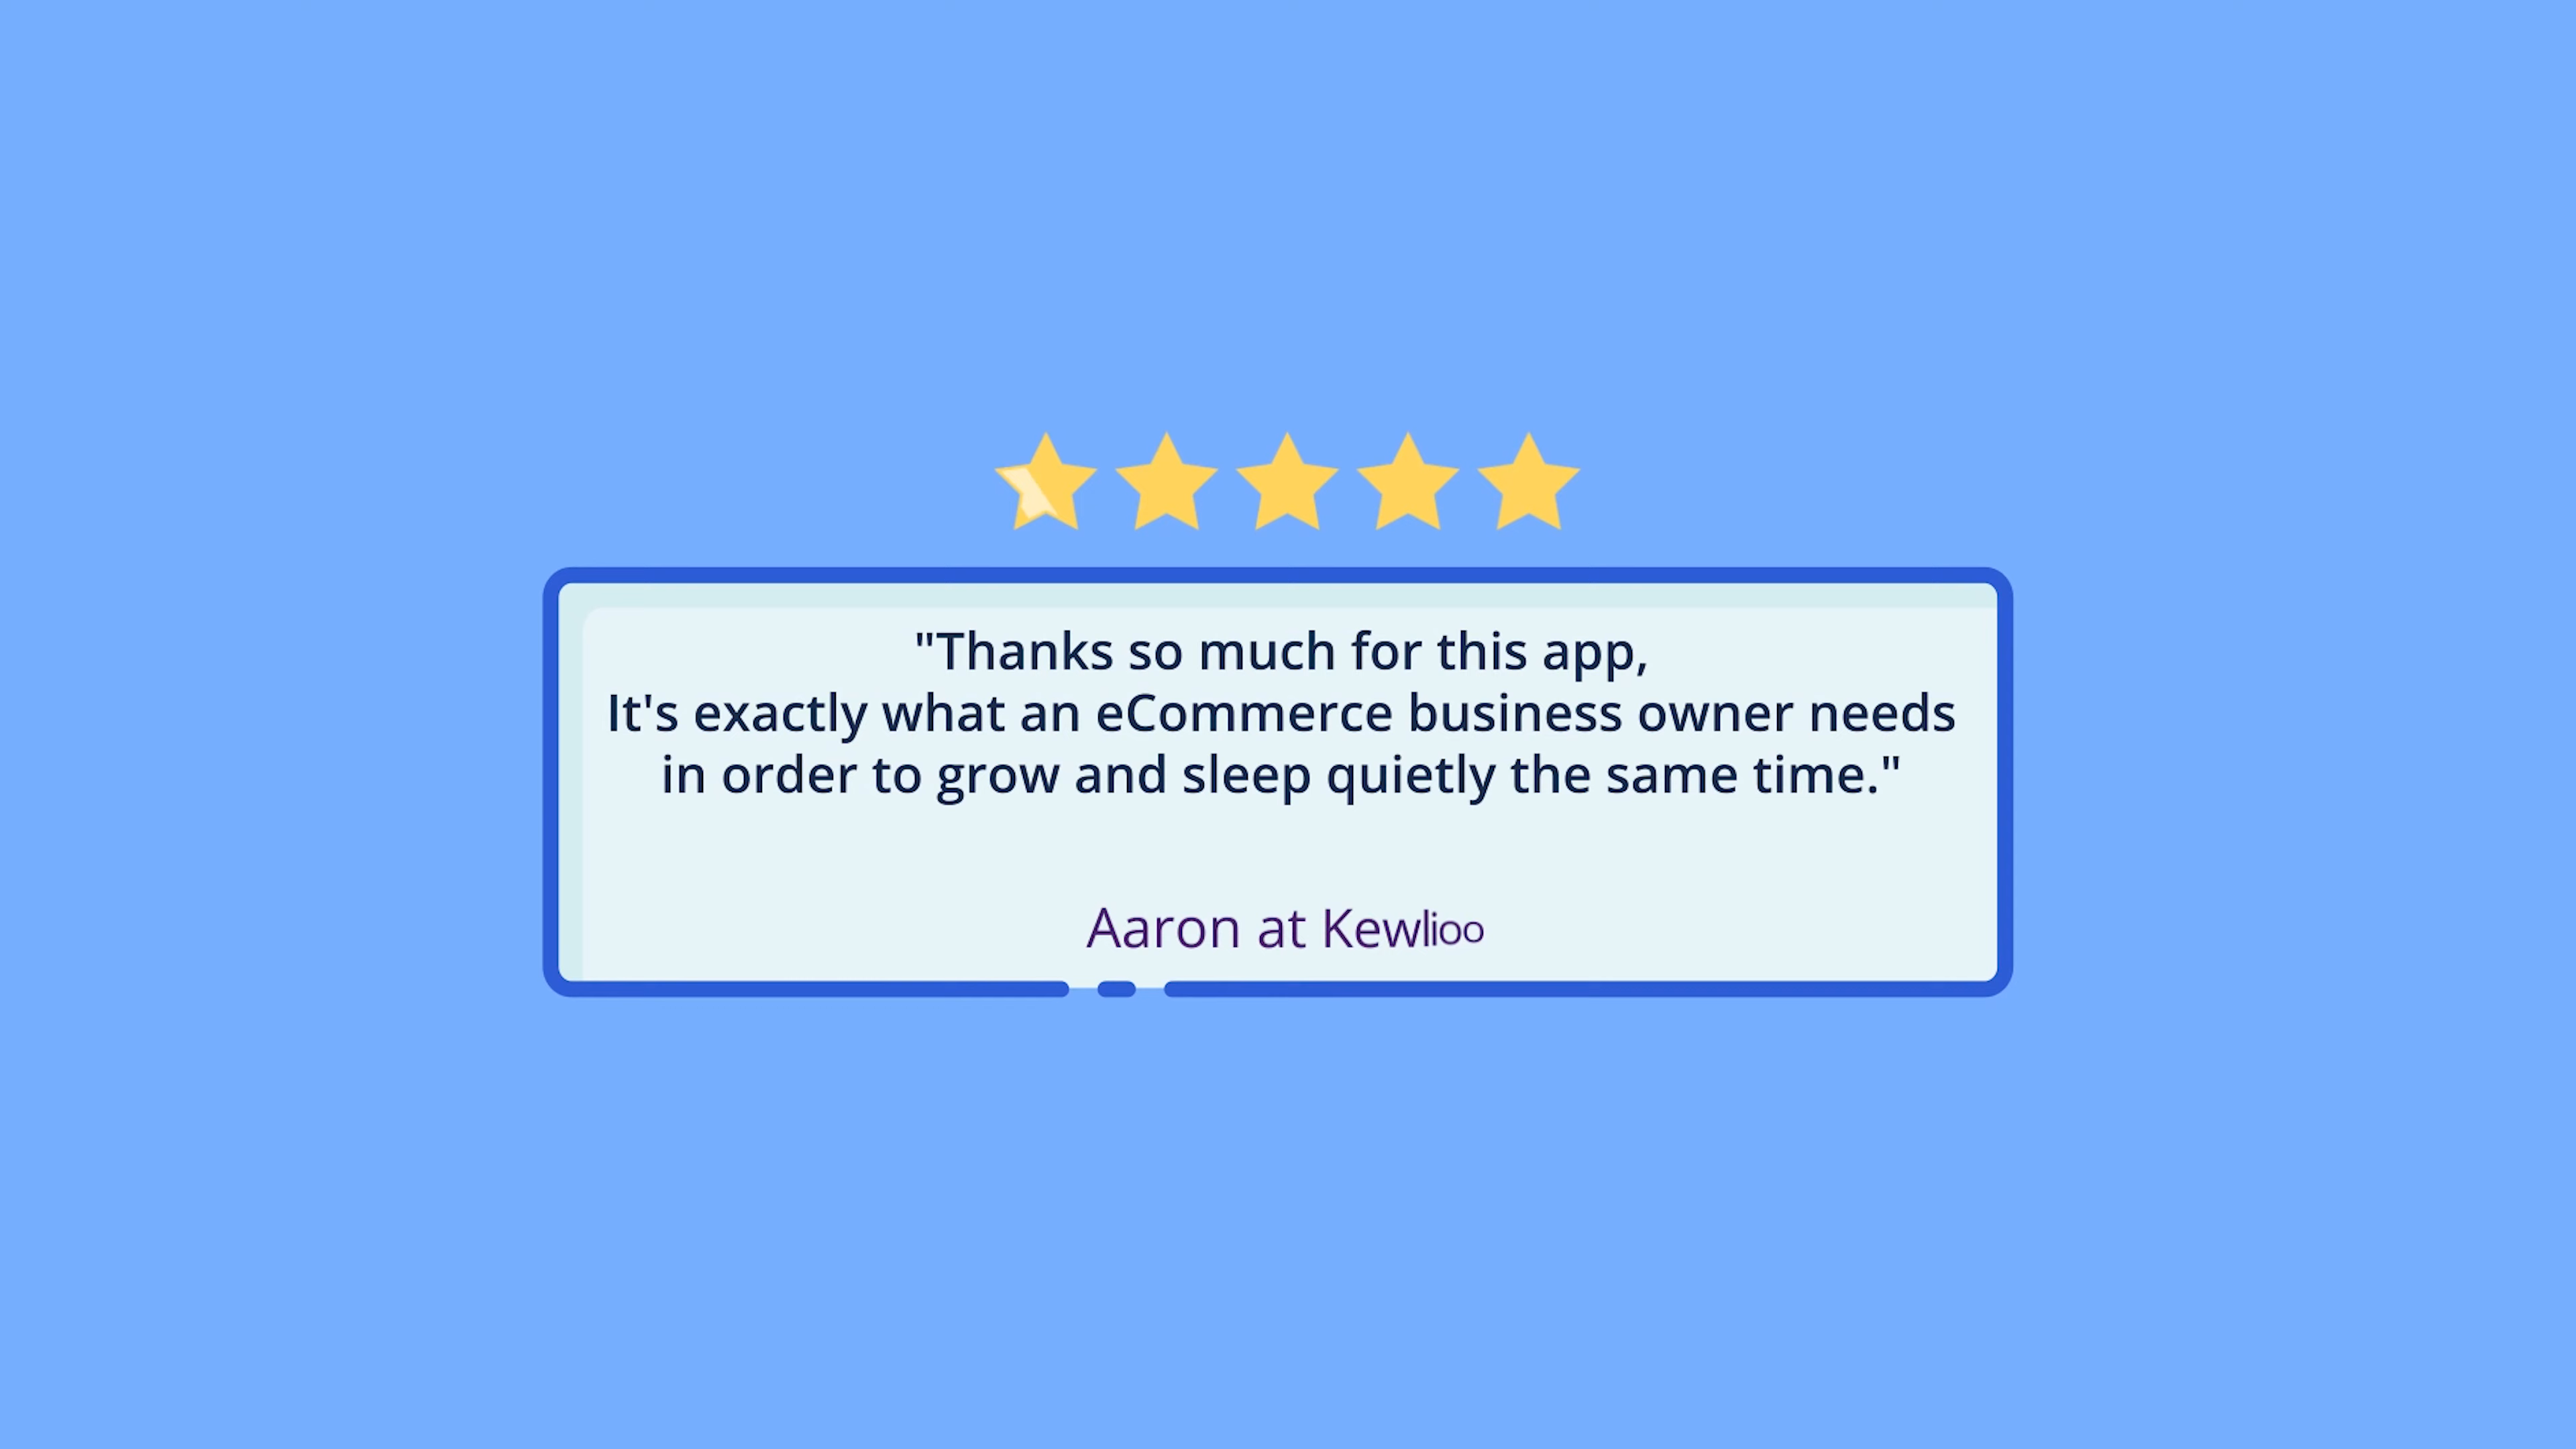 "Thanks so much for this app,
It's exactly what an eCommerce business owner needs
in order to grow and sleep quietly the same time."
Aaron at Kewlioo